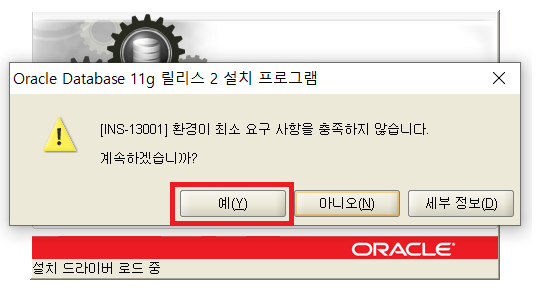 Oracle Database 11g 릴리스 2 설치 프로그램
[INS-13001] 환경이 최소 요구 사항을 충족하지 않습니다.
계속하겠습니까?
예(Y) 아니오(N) 세부 정보(D)
ORACLE
설치 드라이버 로드 중